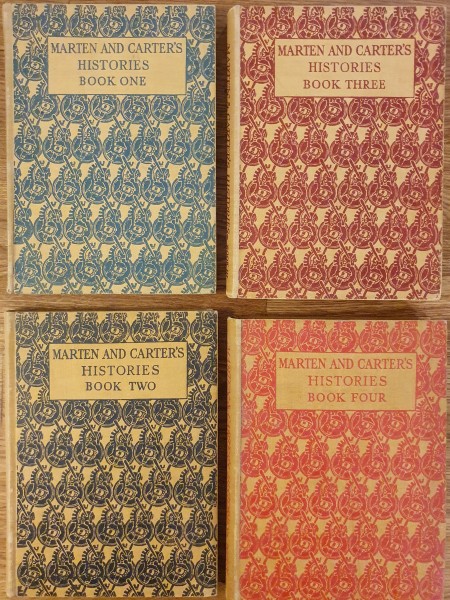 MARTEN AND CARTER'S
HISTORIES
BOOK ONE
MARTEN AND CARTER'S
HISTORIES
BOOK THREE
MARTEN AND CARTER'S
HISTORIES
BOOK TWO
MARTEN AND CARTER'S
HISTORIES
BOOK FOUR